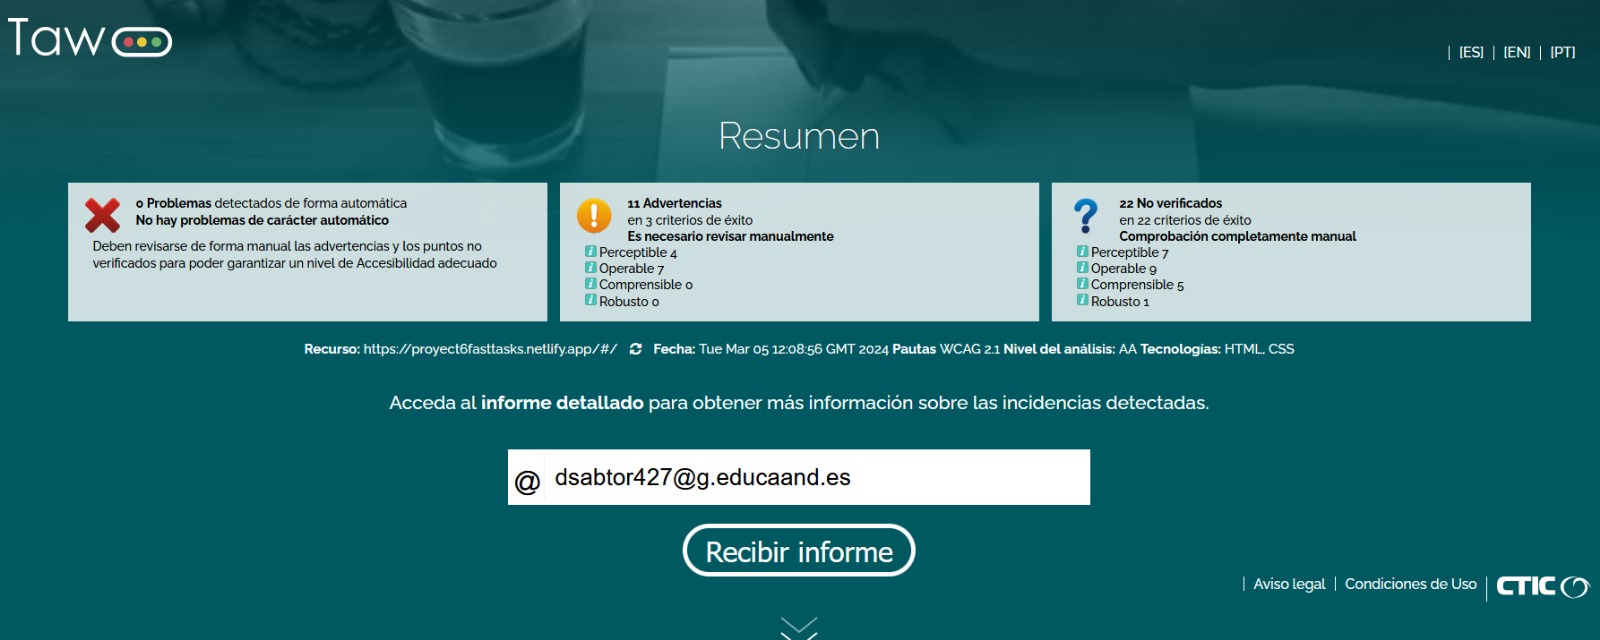 Taw
| [ES] | [EN] | [PT]
Resumen
0 Problemas detectados de forma automática
No hay problemas de carácter automático
Deben revisarse de forma manual las advertencias y los puntos no
verificados para poder garantizar un nivel de Accesibilidad adecuado
11 Advertencias
en 3 criterios de éxito
Es necesario revisar manualmente
Perceptible 4
Operable 7
Comprensible 0
Robusto 0
22 No verificados
en 22 criterios de éxito
Comprobación completamente manual
Perceptible 7
Operable 9
Comprensible 5
Robusto 1
Recurso: https://proyect6fasttasks.netlify.app/#/ Fecha: Tue Mar 05 12:08:56 GMT 2024 Pautas WCAG 2.1 Nivel del análisis: AA Tecnologías: HTML, CSS
Acceda al informe detallado para obtener más información sobre las incidencias detectadas.
@ dsabtor427@g.educaand.es
Recibir informe
| Aviso legal | Condiciones de Uso | CTIC